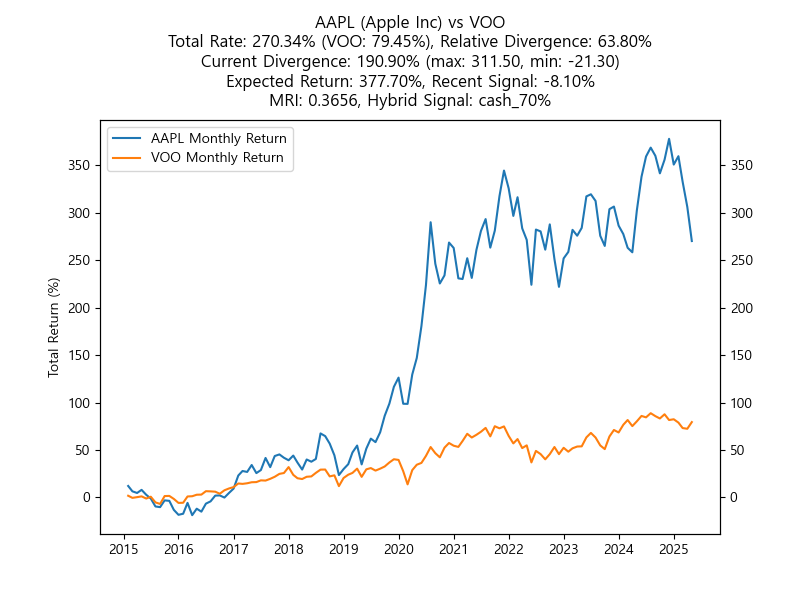 AAPL (Apple Inc) vs VOO
Total Rate: 270.34% (VOO: 79.45%), Relative Divergence: 63.80%
Current Divergence: 190.90% (max: 311.50, min: -21.30)
Expected Return: 377.70%, Recent Signal: -8.10%
MRI: 0.3656, Hybrid Signal: cash_70%
AAPL Monthly Return
VOO Monthly Return
350 350
300 300
250 250
200 200
150 150
100 100
50 50
0 0
Total Return (%)
2015 2016 2017 2018 2019 2020 2021 2022 2023 2024 2025